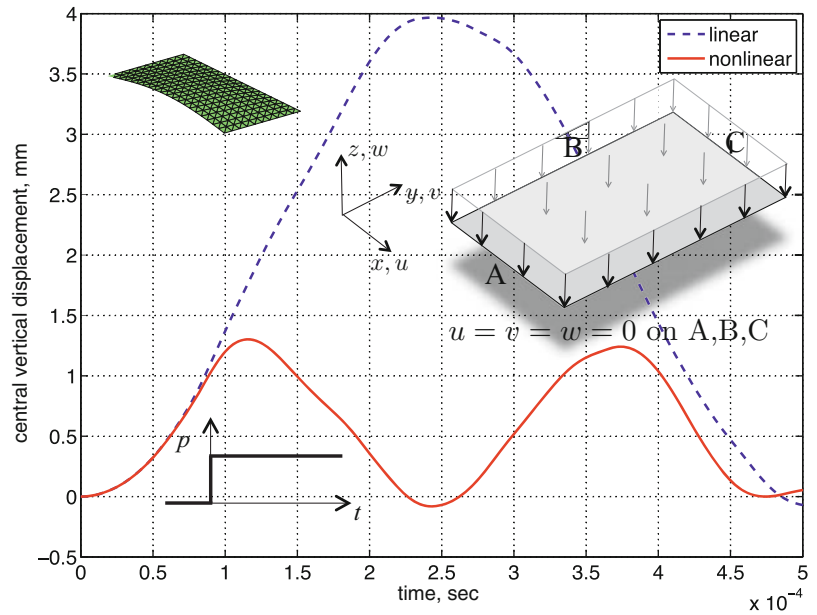 4
3.5
3
2.5
2
1.5
1
0.5
0
−0.5
central vertical displacement, mm
linear
nonlinear
z, w
y, v
x, u
B
C
A
u = v = w = 0 on A,B,C
p
t
0
0.5
1
1.5
2
2.5
3
3.5
4
4.5
5
time, sec
x 10⁻⁴